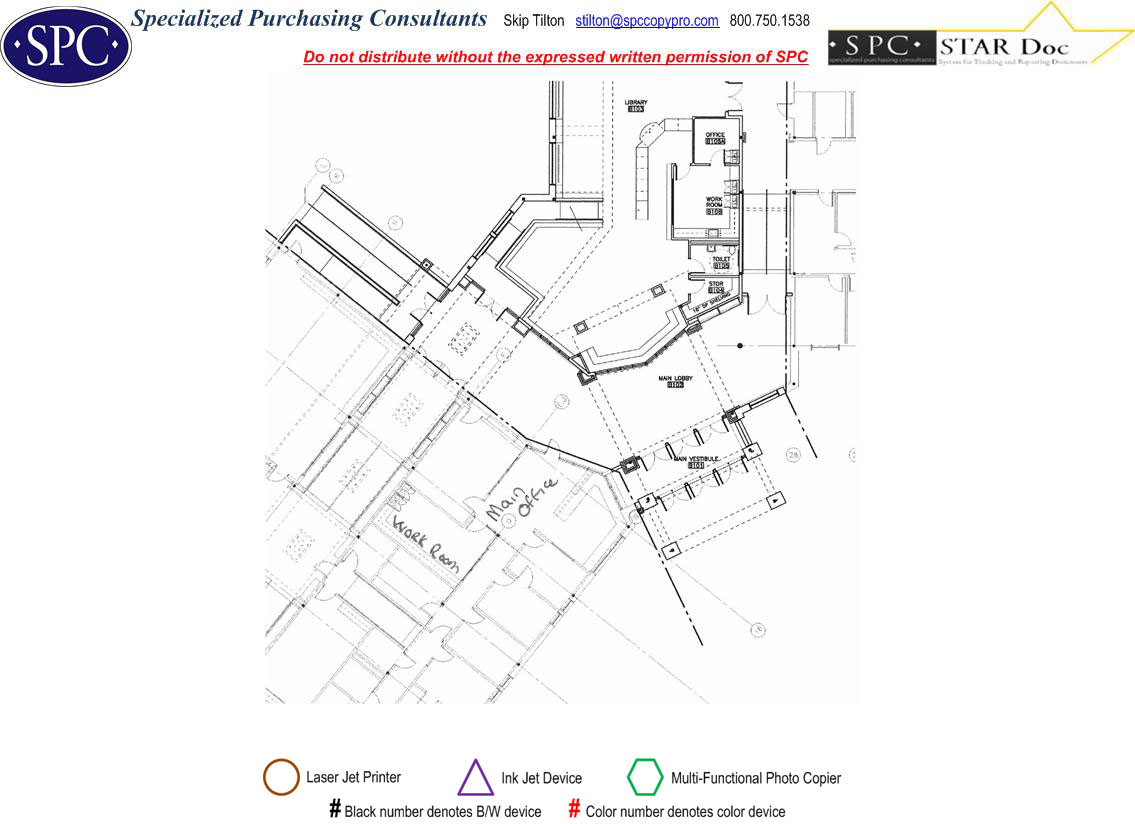 SPC
Specialized Purchasing Consultants Skip Tilton stilton@spccopypro.com 800.750.1538
Do not distribute without the expressed written permission of SPC
SPC
specialized purchasing consultants
STAR Doc
System for Tracking and Reporting Documents
LIBRARY
B107
OFFICE
B106A
WORK
ROOM
B106
TOILET
B105
STOR
B104
18" OF SHELVING
MAIN LOBBY
B102
MAIN VESTIBULE
B101
28
Main
Office
Work Room
Laser Jet Printer
Ink Jet Device
Multi-Functional Photo Copier
# Black number denotes B/W device # Color number denotes color device